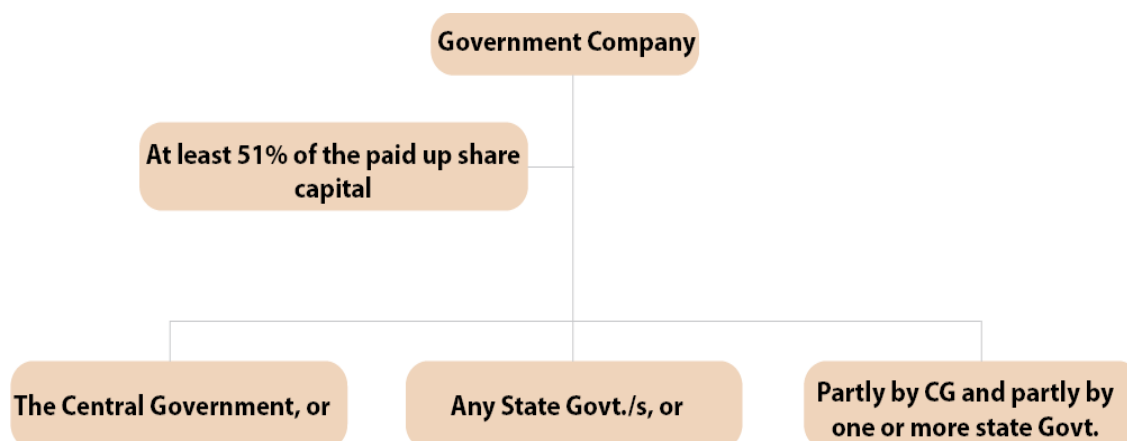 Government Company
At least 51% of the paid up share
capital
The Central Government, or
Any State Govt./s, or
Partly by CG and partly by
one or more state Govt.